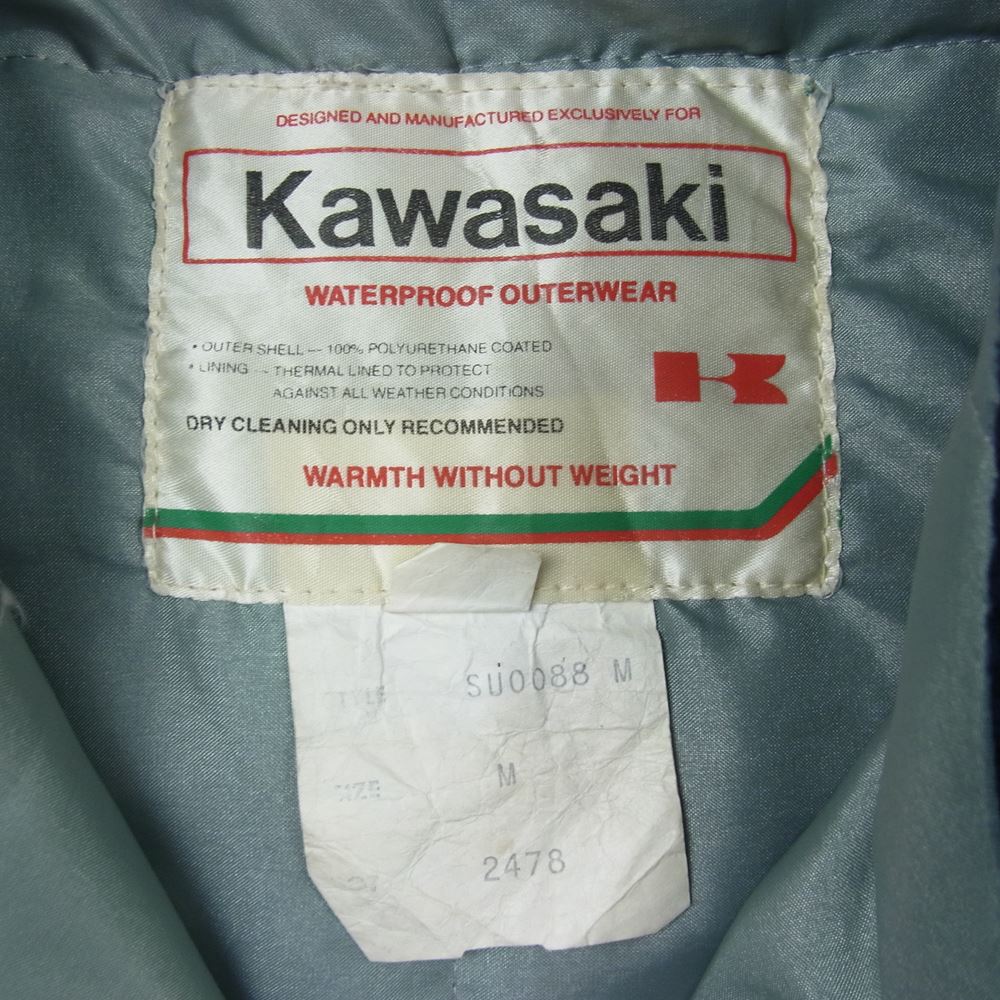 DESIGNED AND MANUFACTURED EXCLUSIVELY FOR
Kawasaki
WATERPROOF OUTERWEAR
• OUTER SHELL — 100% POLYURETHANE COATED
• LINING — THERMAL LINED TO PROTECT
AGAINST ALL WEATHER CONDITIONS
K
DRY CLEANING ONLY RECOMMENDED
WARMTH WITHOUT WEIGHT
SU0088 M
M
2478